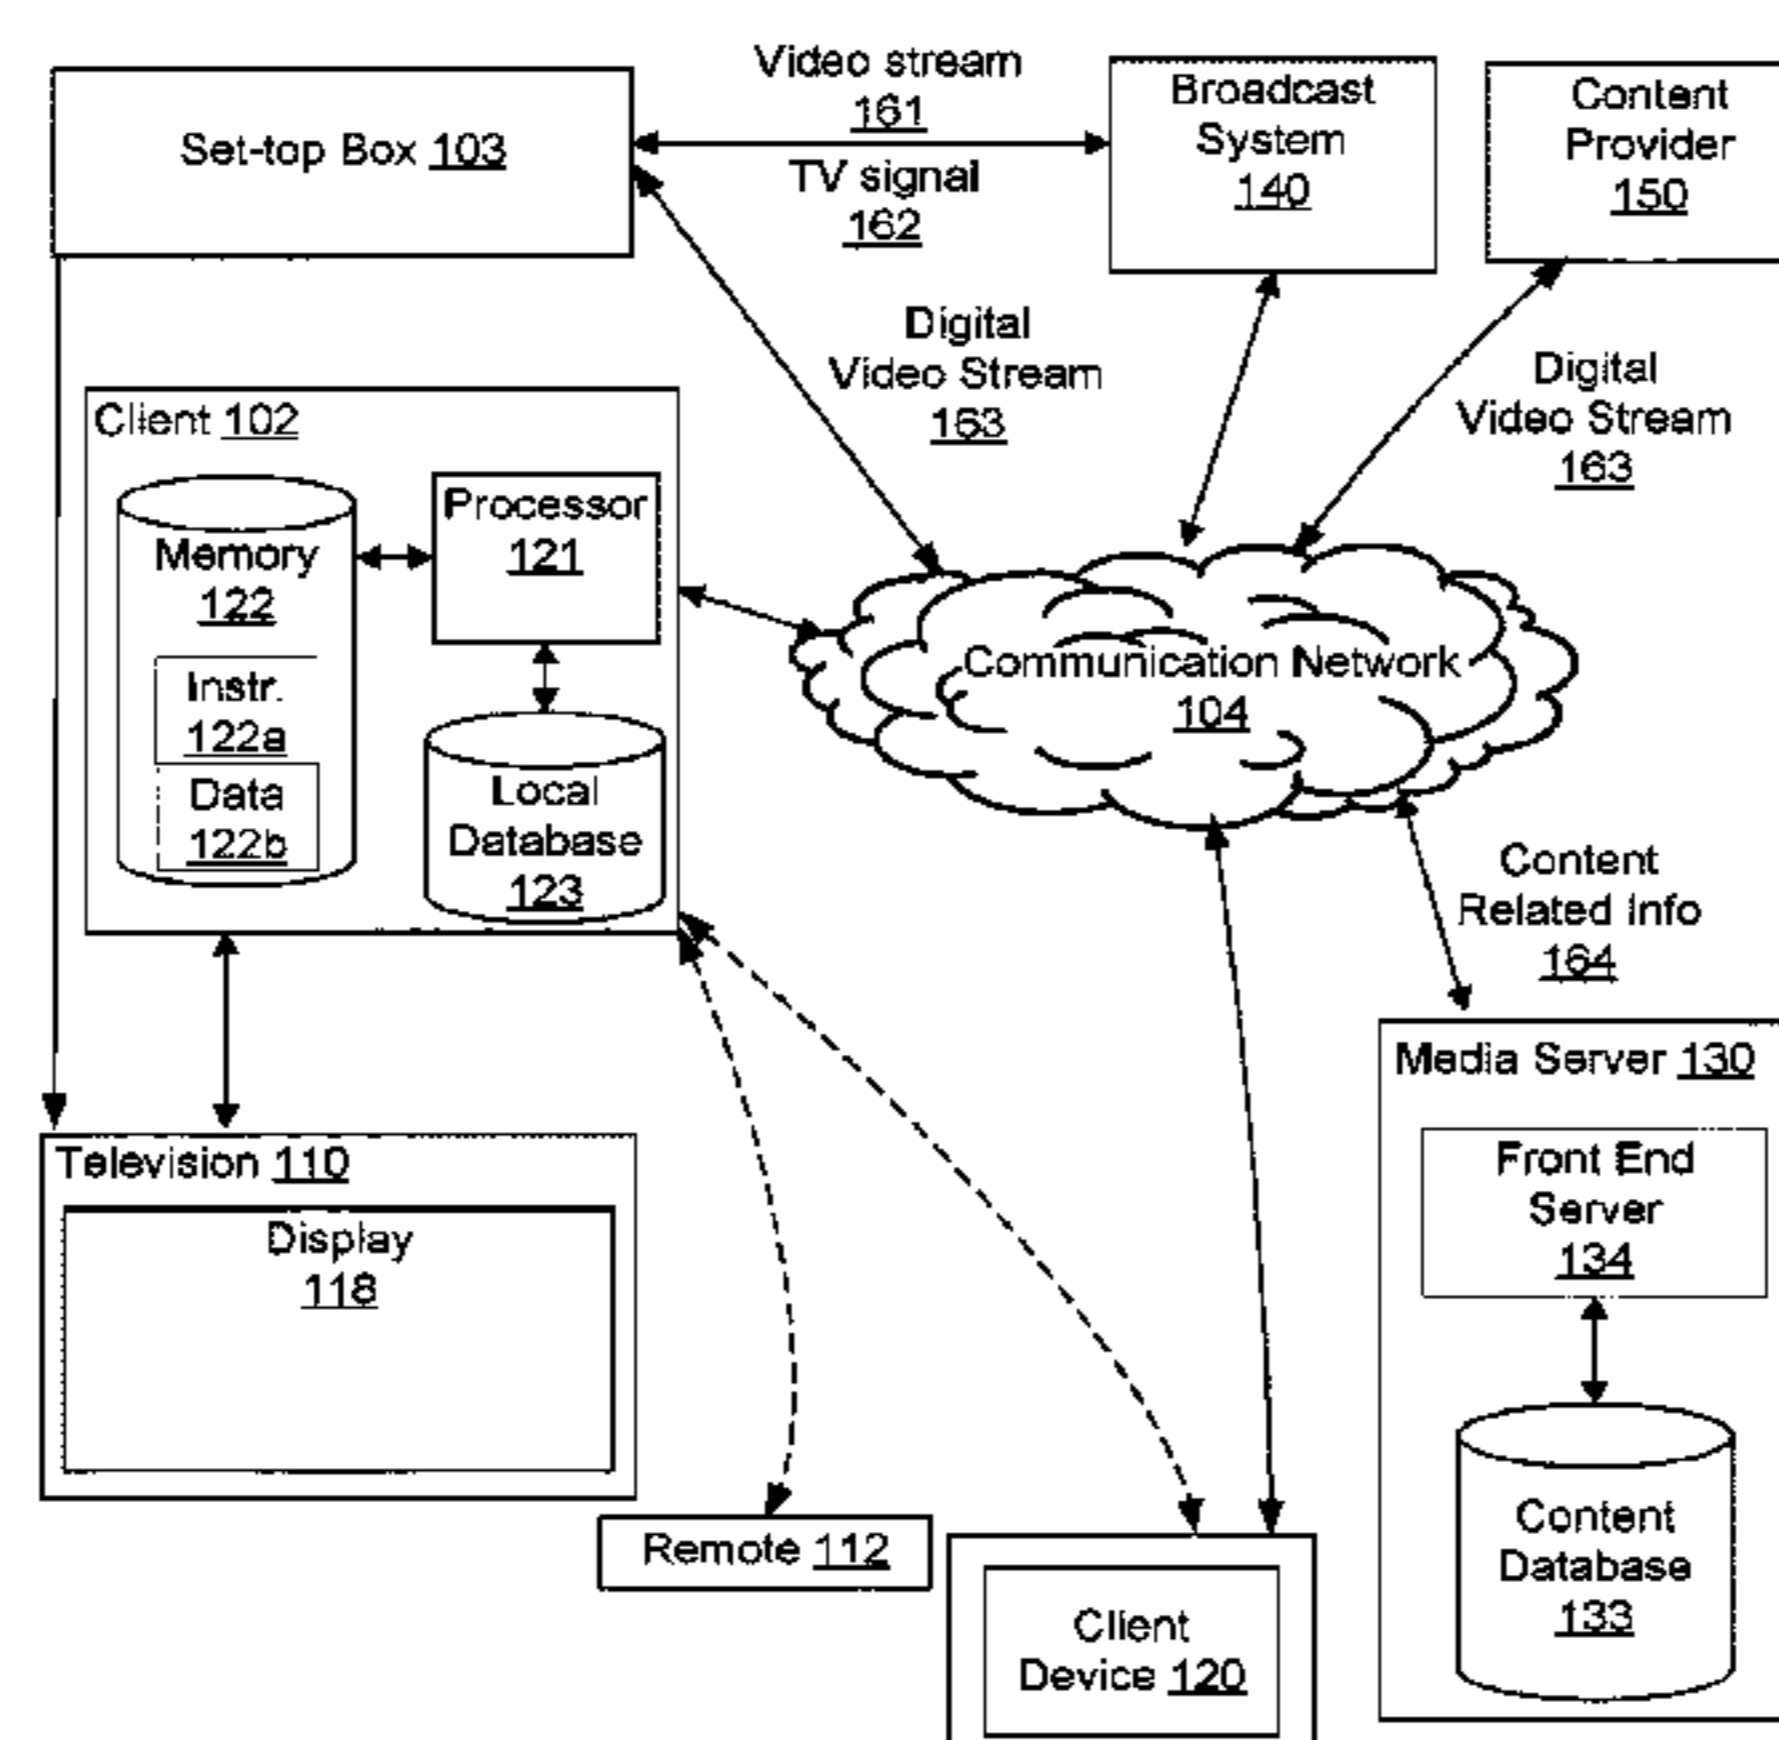 Set-top Box 103
Video stream
161
TV signal
162
Broadcast
System
140
Content
Provider
150
Digital
Video Stream
163
Digital
Video Stream
163
Client 102
Memory
122
Instr.
122a
Data
122b
Processor
121
Local
Database
123
Communication Network
104
Content
Related Info
164
Television 110
Display
118
Remote 112
Client
Device 120
Media Server 130
Front End
Server
134
Content
Database
133